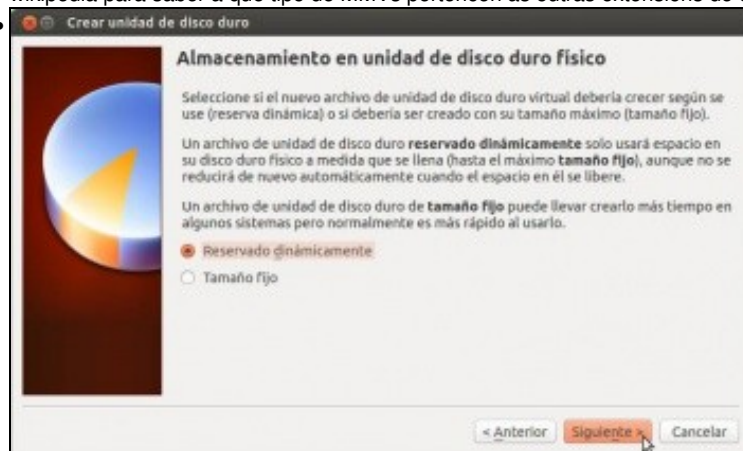 Crear unidad de disco duro
Almacenamiento en unidad de disco duro físico
Seleccione si el nuevo archivo de unidad de disco duro virtual debería crecer según se
use (reserva dinámica) o si debería ser creado con su tamaño máximo (tamaño fijo).
Un archivo de unidad de disco duro reservado dinámicamente solo usará espacio en
su disco duro físico a medida que se llena (hasta el máximo tamaño fijo), aunque no se
reducirá de nuevo automáticamente cuando el espacio en él se libere.
Un archivo de unidad de disco duro de tamaño fijo puede llevar crearlo más tiempo en
algunos sistemas pero normalmente es más rápido al usarlo.
Reservado dinámicamente
Tamaño fijo
< Anterior Siguiente > Cancelar